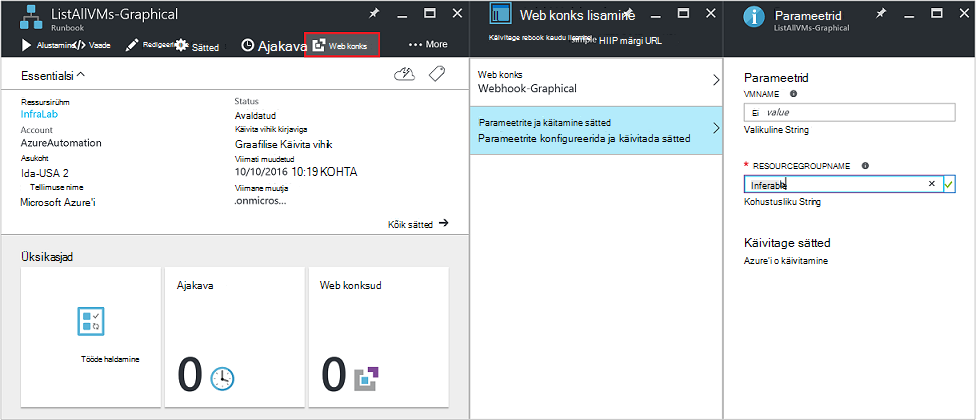 ListAllVMs-Graphical
Runbook
Alustamine
Vaade
Redigeerige
Sätted
Ajakava
Web konks
More
Essentialsi
Ressursirühm
InfraLab
Account
AzureAutomation
Asukoht
Ida-USA 2
Tellimuse nime
Microsoft Azure'i
Status
Avaldatud
Käivita vihik kirjaviga
Graafilise Käivita vihik
Viimati muudetud
10/10/2016 10:19 KOHTA
Viimane muutja
.onmicros...
Kõik sätted
Üksikasjad
Tööde haldamine
Ajakava
0
Web konksud
0
Web konks lisamine
Käivitage rebook kaudu lisamine simple HIIP märgi URL
Web konks
Webhook-Graphical
Parameetrite ja käitamine sätted
Parameetrite konfigureerida ja käivitada sätted
Parameetrid
ListAllVMs-Graphical
Parameetrid
VMNAME
Ei value
Valikuline String
* RESOURCEGROUPNAME
Inferable
Kohustusliku String
Käivitage sätted
Azure'i o käivitamine